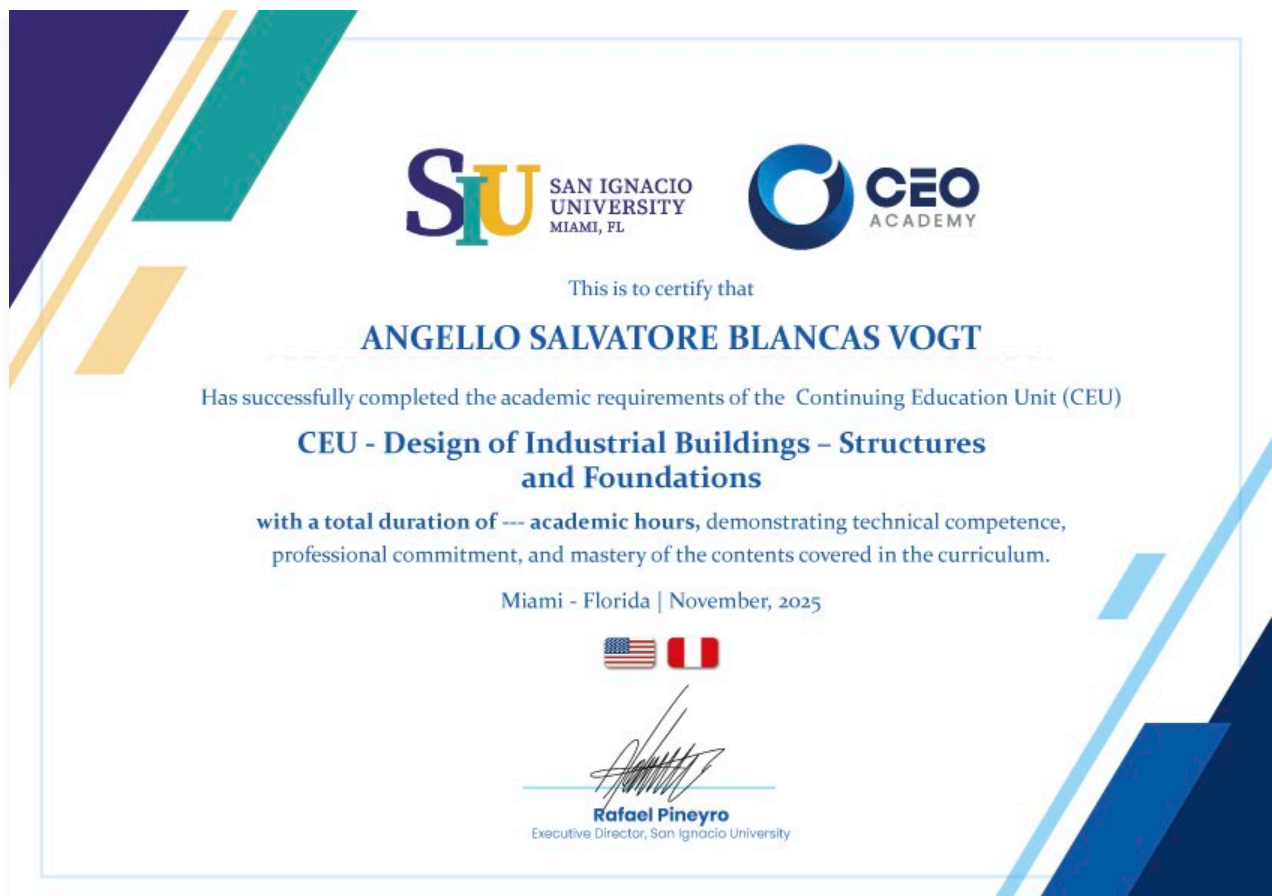 SIU
SAN IGNACIO
UNIVERSITY
MIAMI, FL
CEO
ACADEMY
This is to certify that
ANGELLO SALVATORE BLANCAS VOGT
Has successfully completed the academic requirements of the Continuing Education Unit (CEU)
CEU - Design of Industrial Buildings – Structures
and Foundations
with a total duration of --- academic hours, demonstrating technical competence,
professional commitment, and mastery of the contents covered in the curriculum.
Miami - Florida | November, 2025
Rafael Pineyro
Executive Director, San Ignacio University